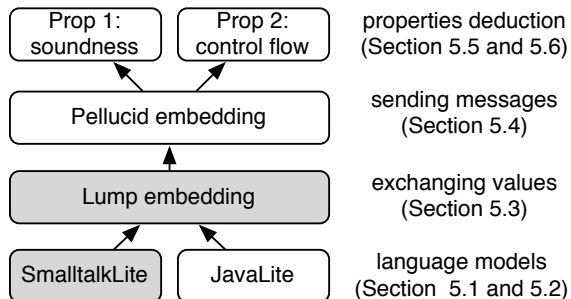 Prop 1:
soundness
Prop 2:
control flow
properties deduction
(Section 5.5 and 5.6)
Pellucid embedding
sending messages
(Section 5.4)
Lump embedding
exchanging values
(Section 5.3)
SmalltalkLite
JavaLite
language models
(Section  5.1 and 5.2)